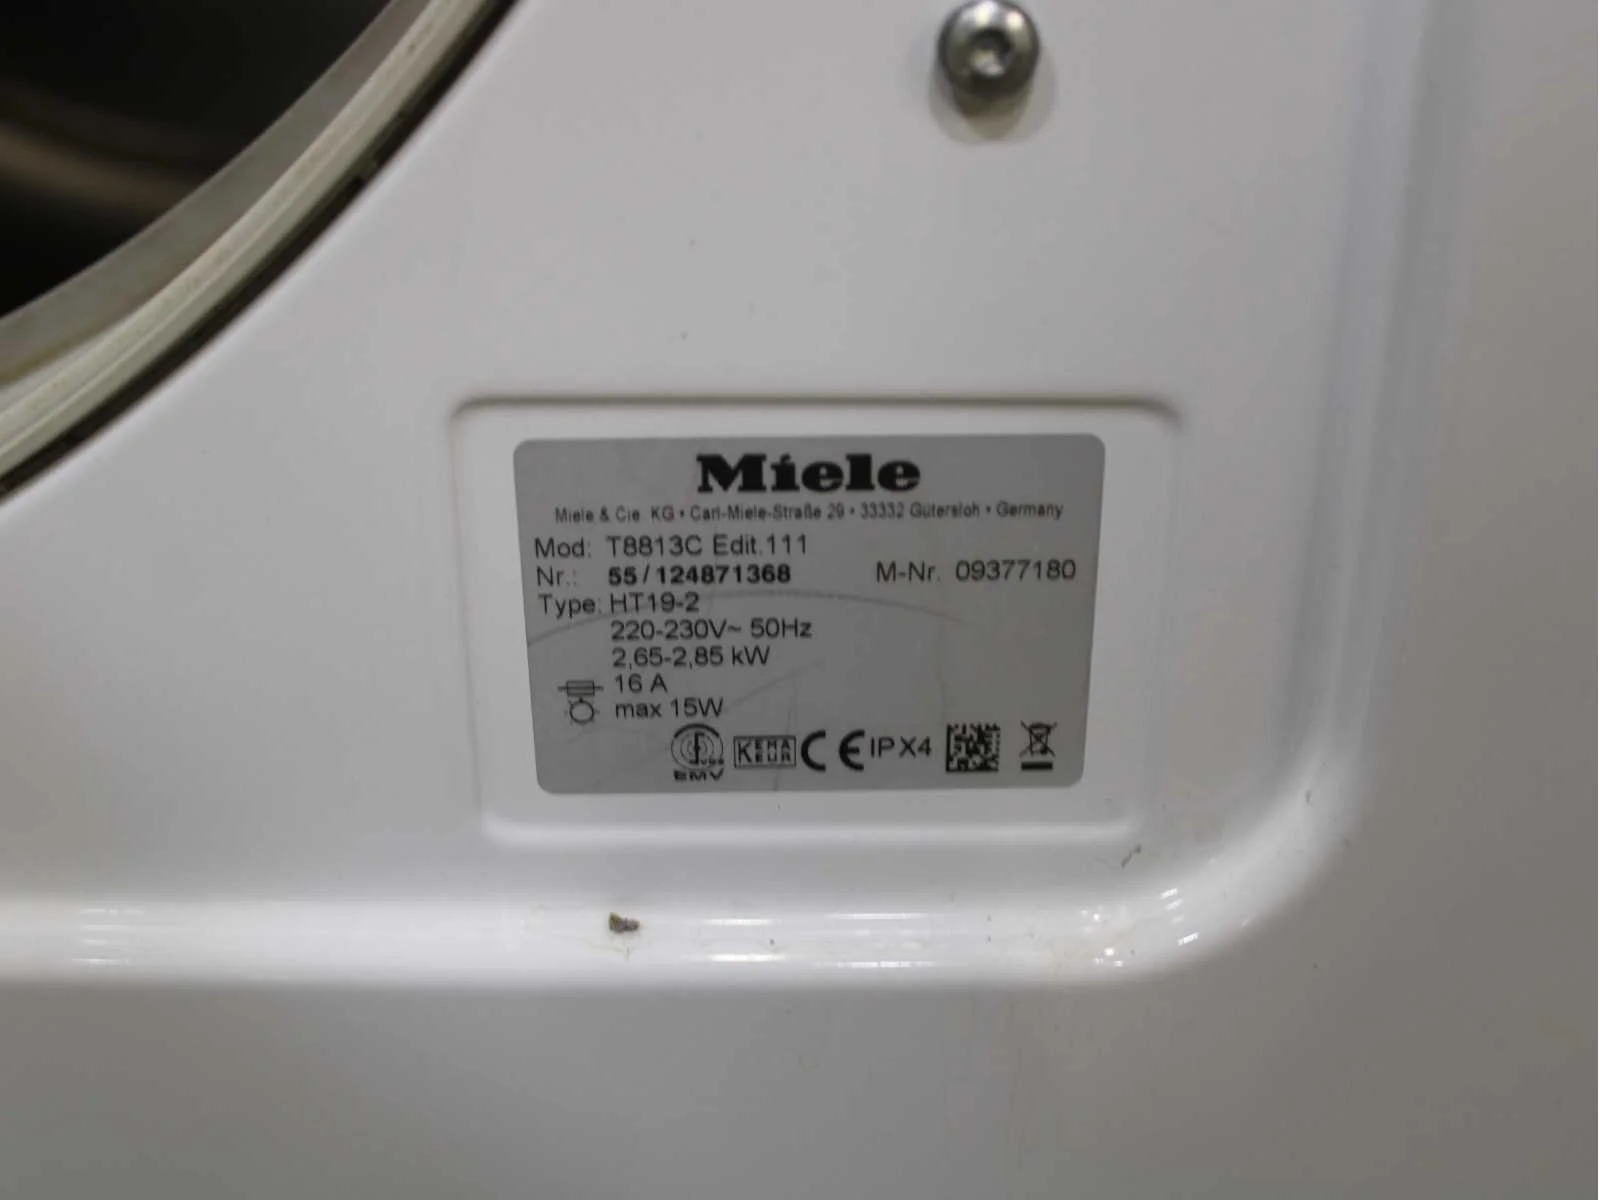 Miele
Miele & Cie. KG • Carl-Miele-Straße 29 • 33332 Gütersloh • Germany
Mod: T8813C Edit.111
Nr.: 55/124871368 M-Nr. 09377180
Type: HT19-2
220-230V~ 50Hz
2,65-2,85 kW
16 A
max 15W
VDE
EMV
KEMA
KEUR
CE IPX4